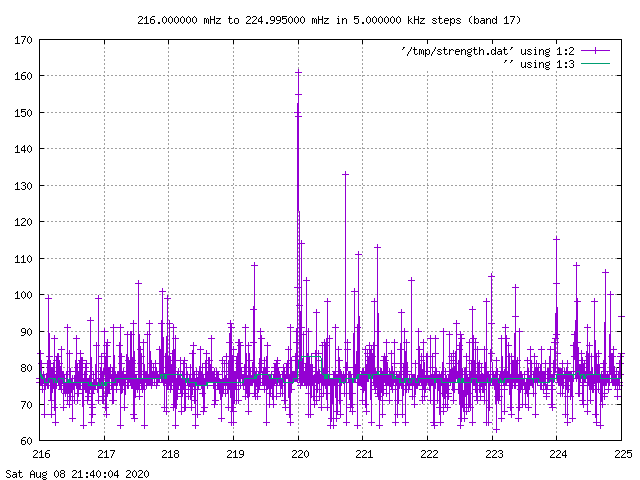 216.000000 mHz to 224.995000 mHz in 5.000000 kHz steps (band 17)
'/tmp/strength.dat' using 1:2
'' using 1:3
170
160
150
140
130
120
110
100
90
80
70
60
216 217 218 219 220 221 222 223 224 225
Sat Aug 08 21:40:04 2020